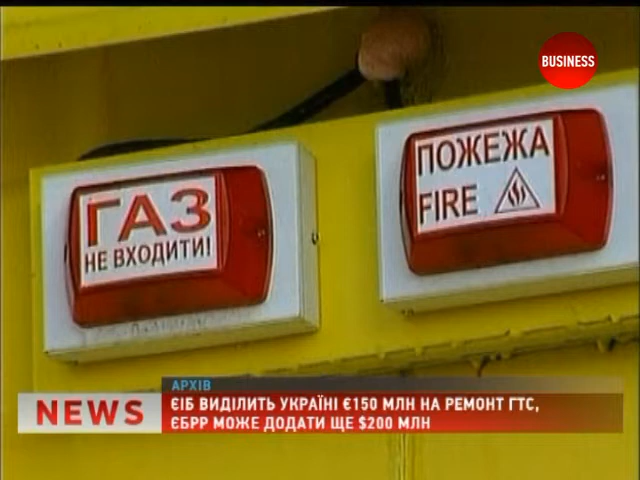 BUSINESS
ГАЗ
НЕ ВХОДИТИ!
ПОЖЕЖА
FIRE
АРХІВ
NEWS
ЄІБ ВИДІЛИТЬ УКРАЇНІ €150 МЛН НА РЕМОНТ ГТС,
ЄБРР МОЖЕ ДОДАТИ ЩЕ $200 МЛН